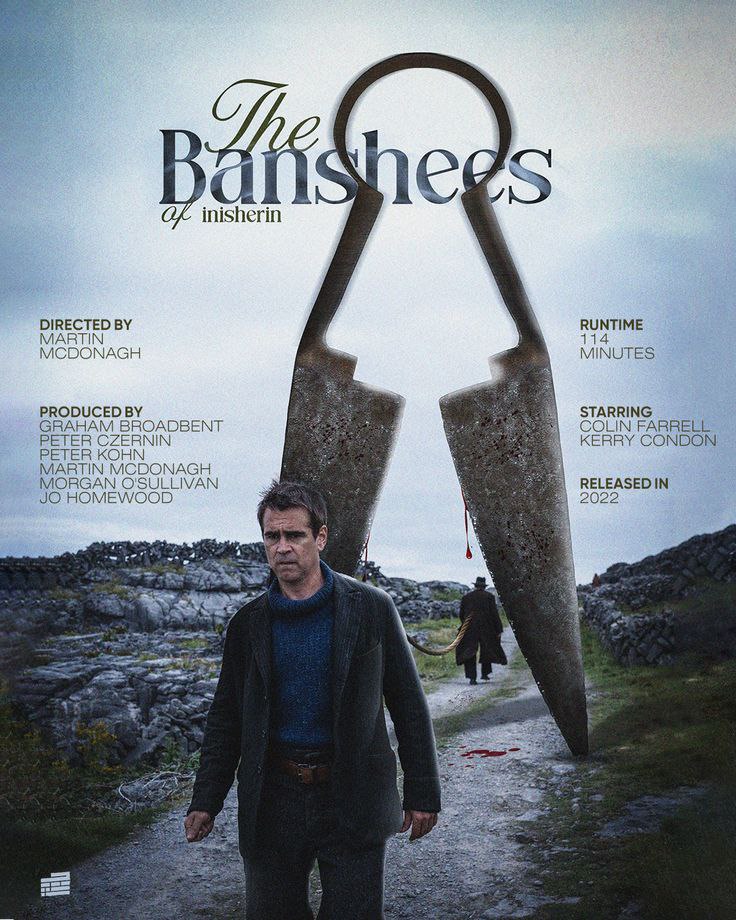 The
Banshees
of inisherin
DIRECTED BY
MARTIN
MCDONAGH
PRODUCED BY
GRAHAM BROADBENT
PETER CZERNIN
PETER KOHN
MARTIN MCDONAGH
MORGAN O'SULLIVAN
JO HOMEWOOD
RUNTIME
114
MINUTES
STARRING
COLIN FARRELL
KERRY CONDON
RELEASED IN
2022